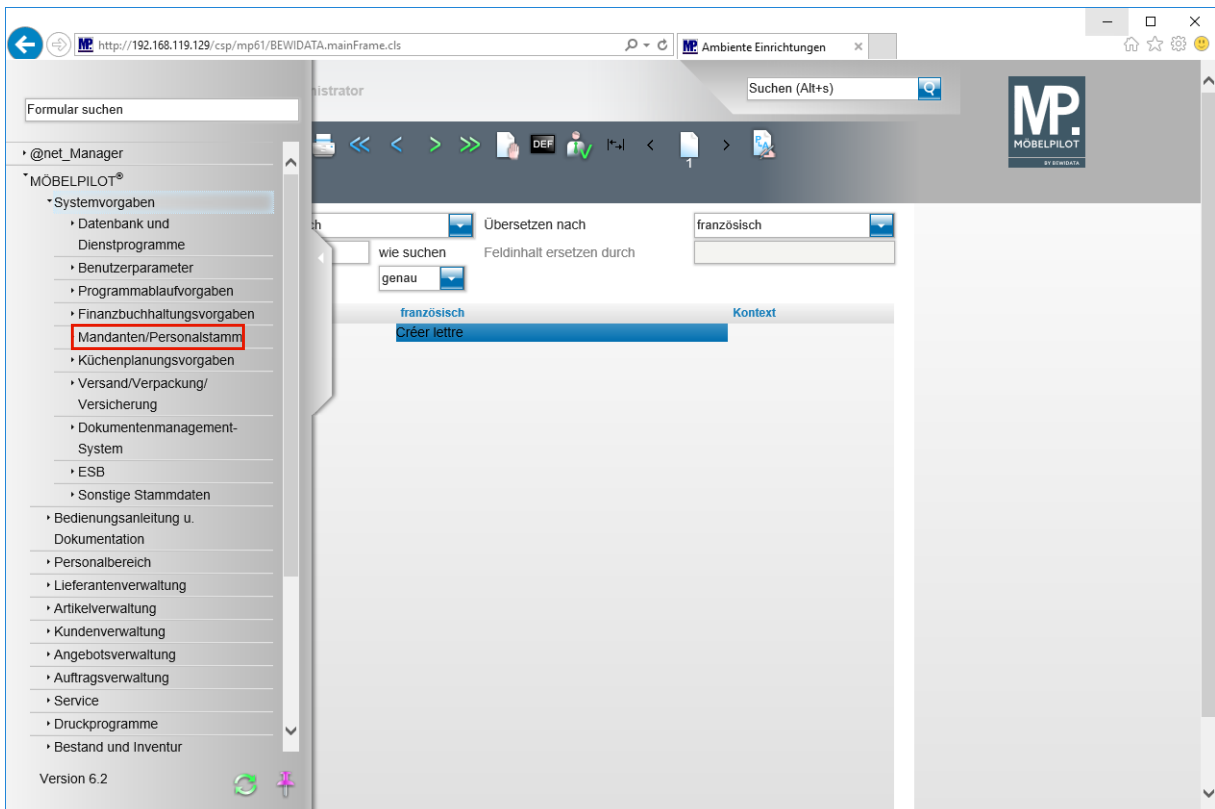 http://192.168.119.129/csp/mp61/BEWIDATA.mainFrame.cls
Ambiente Einrichtungen
Formular suchen
nistrator
Suchen (Alt+s)
MP.
MÖBELPILOT
BY BEWIDATA
DEF
1
@net_Manager
MÖBELPILOT®
Systemvorgaben
Datenbank und
Dienstprogramme
Benutzerparameter
Programmablaufvorgaben
Finanzbuchhaltungsvorgaben
Mandanten/Personalstamm
Küchenplanungsvorgaben
Versand/Verpackung/
Versicherung
Dokumentenmanagement-
System
ESB
Sonstige Stammdaten
Bedienungsanleitung u.
Dokumentation
Personalbereich
Lieferantenverwaltung
Artikelverwaltung
Kundenverwaltung
Angebotsverwaltung
Auftragsverwaltung
Service
Druckprogramme
Bestand und Inventur
Version 6.2
ch
Übersetzen nach
französisch
wie suchen
Feldinhalt ersetzen durch
genau
französisch
Kontext
Créer lettre